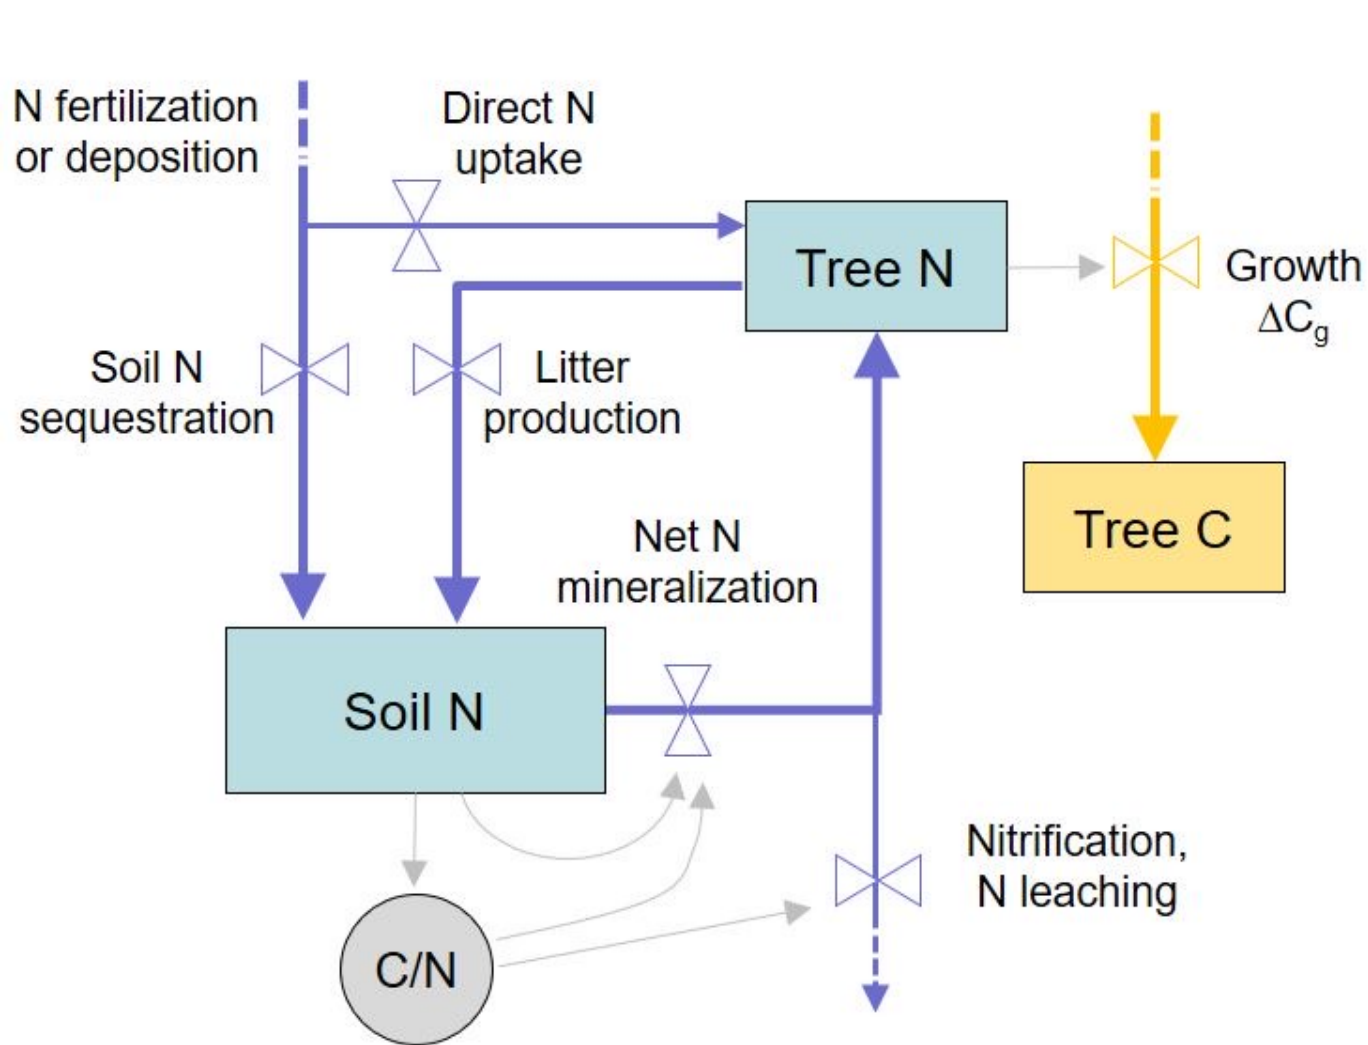 N fertilization
or deposition
Direct N
uptake
Tree N
Growth
ΔCg
Soil N
sequestration
Litter
production
Tree C
Net N
mineralization
Soil N
Nitrification,
N leaching
C/N